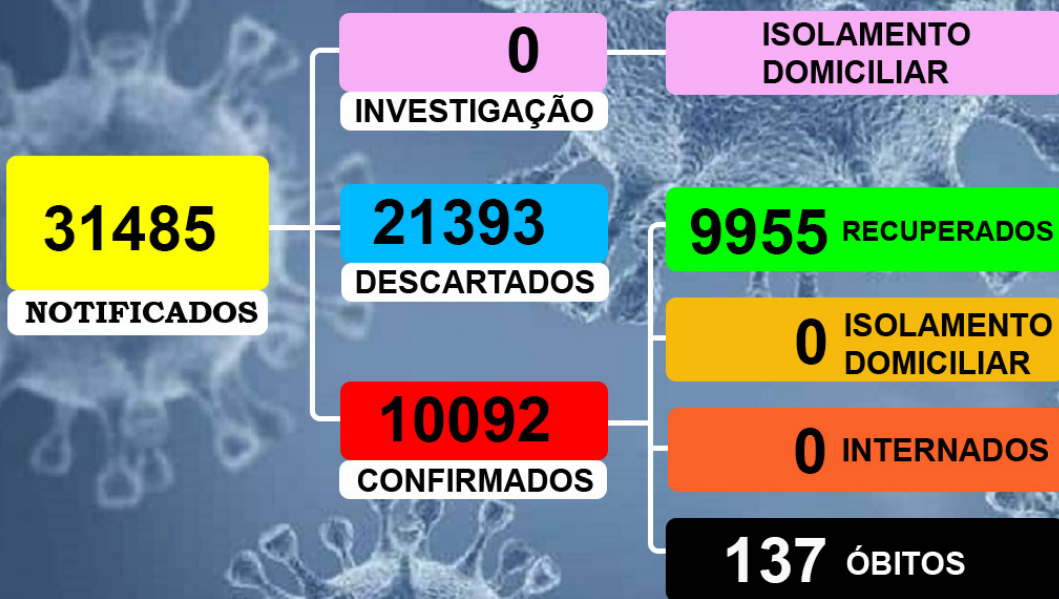 31485
NOTIFICADOS
0
INVESTIGAÇÃO
ISOLAMENTO
DOMICILIAR
21393
DESCARTADOS
10092
CONFIRMADOS
9955 RECUPERADOS
0 ISOLAMENTO
DOMICILIAR
0 INTERNADOS
137 ÓBITOS